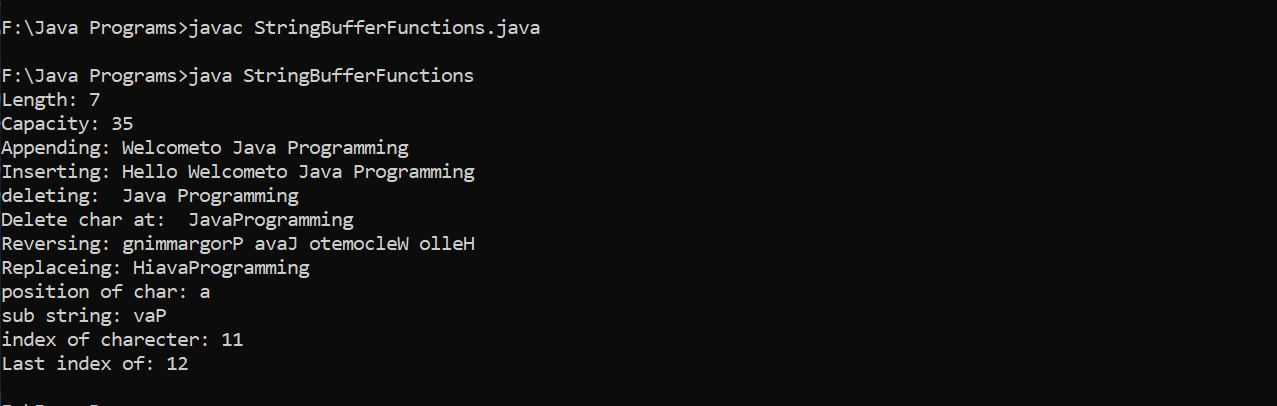 F:\Java Programs>javac StringBufferFunctions.java
F:\Java Programs>java StringBufferFunctions
Length: 7
Capacity: 35
Appending: Welcometo Java Programming
Inserting: Hello Welcometo Java Programming
deleting:  Java Programming
Delete char at:  JavaProgramming
Reversing: gnimmargorP avaJ otemocleW olleH
Replaceing: HiavaProgramming
position of char: a
sub string: vaP
index of charecter: 11
Last index of: 12